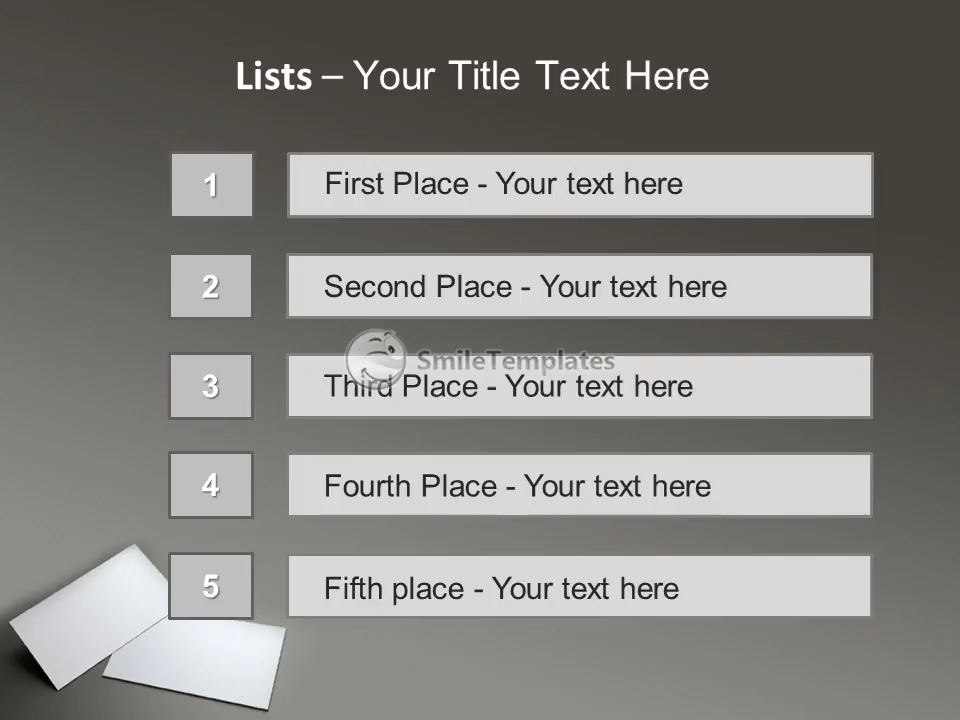 Lists – Your Title Text Here
1 First Place - Your text here
2 Second Place - Your text here
SmileTemplates
3 Third Place - Your text here
4 Fourth Place - Your text here
5 Fifth place - Your text here